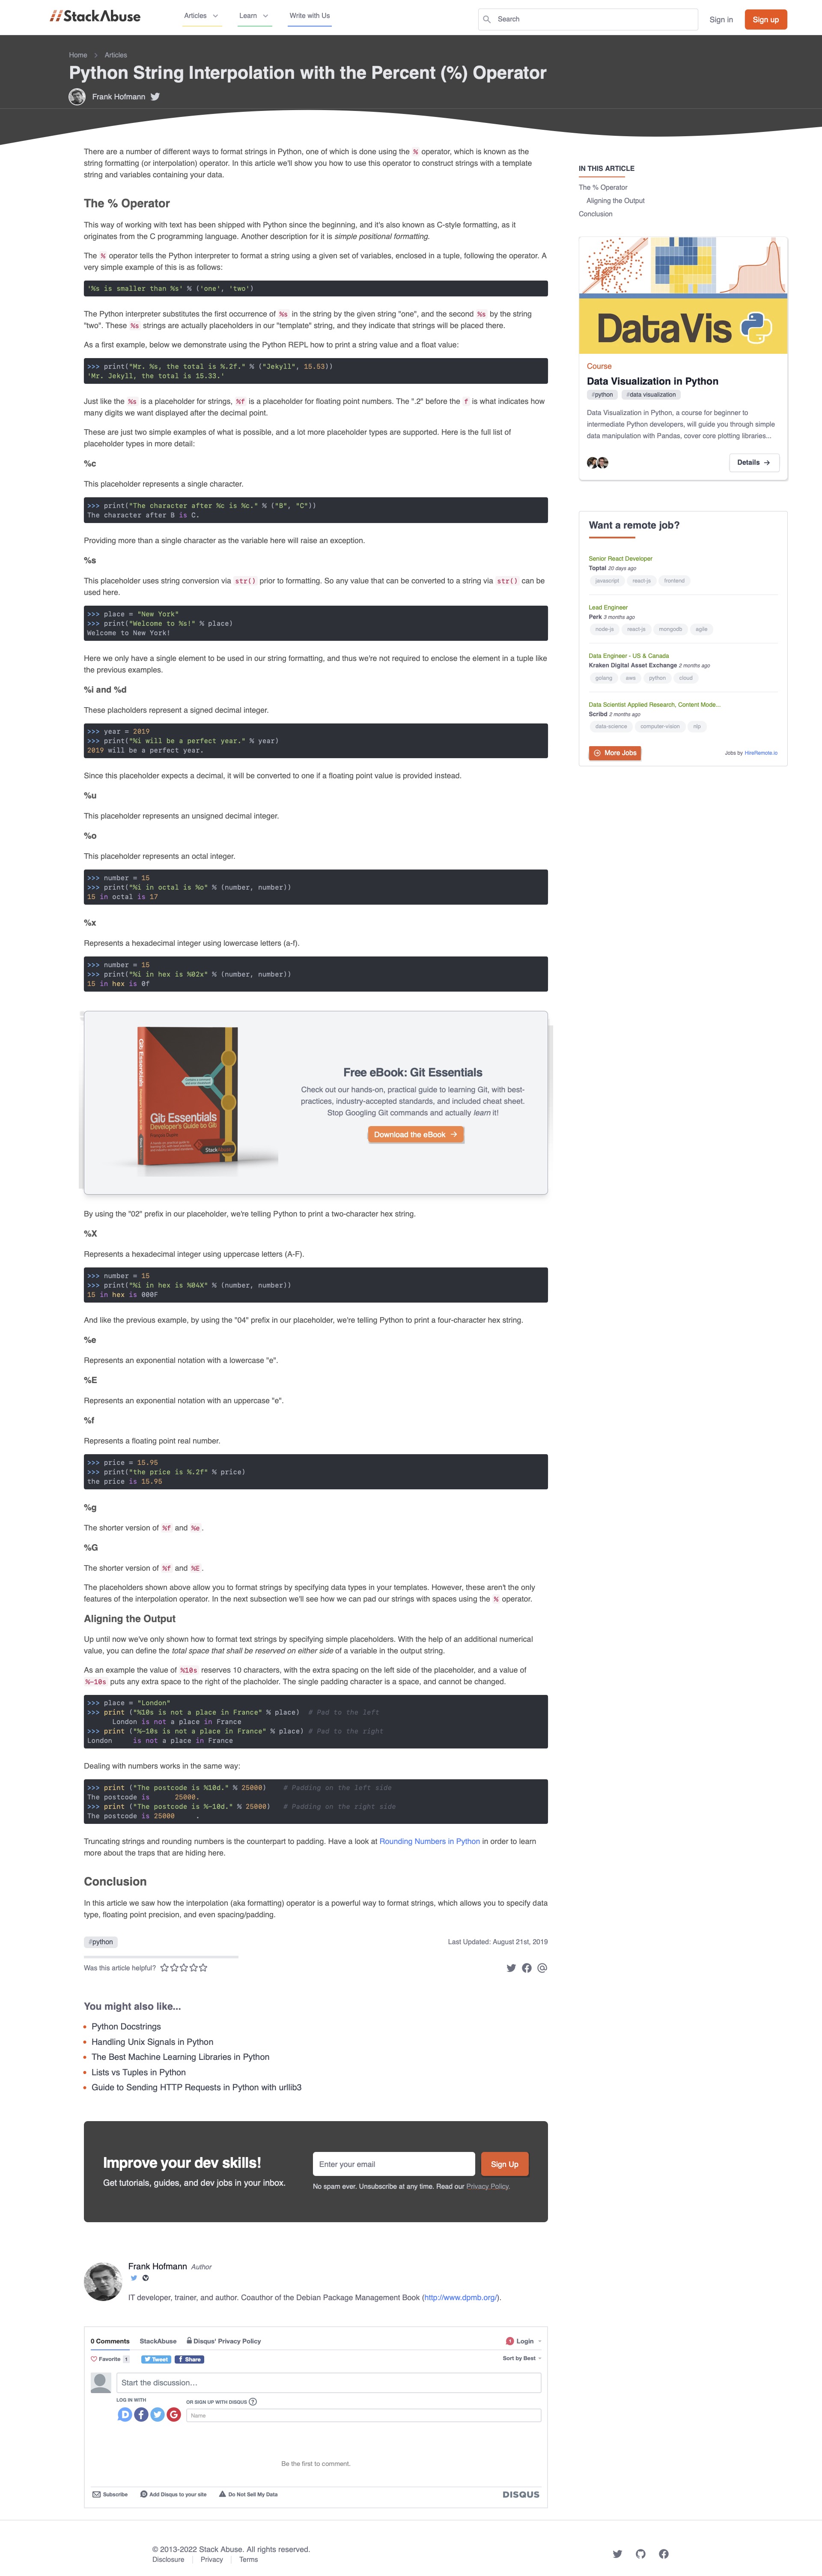 //StackAbuse
Articles
Learn
Write with Us
Search
Sign in
Sign up
Home > Articles
Python String Interpolation with the Percent (%) Operator
Frank Hofmann
There are a number of different ways to format strings in Python, one of which is done using the % operator, which is known as the
string formatting (or interpolation) operator. In this article we'll show you how to use this operator to construct strings with a template
string and variables containing your data.
The % Operator
This way of working with text has been shipped with Python since the beginning, and it's also known as C-style formatting, as it
originates from the C programming language. Another description for it is simple positional formatting.
The % operator tells the Python interpreter to format a string using a given set of variables, enclosed in a tuple, following the operator. A
very simple example of this is as follows:
'%s is smaller than %s' % ('one', 'two')
The Python interpreter substitutes the first occurrence of %s in the string by the given string "one", and the second %s by the string
"two". These %s strings are actually placeholders in our "template" string, and they indicate that strings will be placed there.
As a first example, below we demonstrate using the Python REPL how to print a string value and a float value:
>>> print("Mr. %s, the total is %.2f." % ("Jekyll", 15.53))
'Mr. Jekyll, the total is 15.33.'
Just like the %s is a placeholder for strings, %f is a placeholder for floating point numbers. The ".2" before the f is what indicates how
many digits we want displayed after the decimal point.
These are just two simple examples of what is possible, and a lot more placeholder types are supported. Here is the full list of
placeholder types in more detail:
%c
This placeholder represents a single character.
>>> print("The character after %c is %c." % ("B", "C"))
The character after B is C.
Providing more than a single character as the variable here will raise an exception.
%s
This placeholder uses string conversion via str() prior to formatting. So any value that can be converted to a string via str() can be
used here.
>>> place = "New York"
>>> print("Welcome to %s!" % place)
Welcome to New York!
Here we only have a single element to be used in our string formatting, and thus we're not required to enclose the element in a tuple like
the previous examples.
%i and %d
These placholders represent a signed decimal integer.
>>> year = 2019
>>> print("%i will be a perfect year." % year)
2019 will be a perfect year.
Since this placeholder expects a decimal, it will be converted to one if a floating point value is provided instead.
%u
This placeholder represents an unsigned decimal integer.
%o
This placeholder represents an octal integer.
>>> number = 15
>>> print("%i in octal is %o" % (number, number))
15 in octal is 17
%x
Represents a hexadecimal integer using lowercase letters (a-f).
>>> number = 15
>>> print("%i in hex is %02x" % (number, number))
15 in hex is 0f
Git Essentials
Git Essentials
Developer's Guide to Git
StackAbuse
Free eBook: Git Essentials
Check out our hands-on, practical guide to learning Git, with best-
practices, industry-accepted standards, and included cheat sheet.
Stop Googling Git commands and actually learn it!
Download the eBook →
By using the "02" prefix in our placeholder, we're telling Python to print a two-character hex string.
%X
Represents a hexadecimal integer using uppercase letters (A-F).
>>> number = 15
>>> print("%i in hex is %04X" % (number, number))
15 in hex is 000F
And like the previous example, by using the "04" prefix in our placeholder, we're telling Python to print a four-character hex string.
%e
Represents an exponential notation with a lowercase "e".
%E
Represents an exponential notation with an uppercase "e".
%f
Represents a floating point real number.
>>> price = 15.95
>>> print("the price is %.2f" % price)
the price is 15.95
%g
The shorter version of %f and %e.
%G
The shorter version of %f and %E.
The placeholders shown above allow you to format strings by specifying data types in your templates. However, these aren't the only
features of the interpolation operator. In the next subsection we'll see how we can pad our strings with spaces using the % operator.
Aligning the Output
Up until now we've only shown how to format text strings by specifying simple placeholders. With the help of an additional numerical
value, you can define the total space that shall be reserved on either side of a variable in the output string.
As an example the value of %10s reserves 10 characters, with the extra spacing on the left side of the placeholder, and a value of
%-10s puts any extra space to the right of the placholder. The single padding character is a space, and cannot be changed.
>>> place = "London"
>>> print ("%10s is not a place in France" % place)  # Pad to the left
      London is not a place in France
>>> print ("%-10s is not a place in France" % place) # Pad to the right
London     is not a place in France
Dealing with numbers works in the same way:
>>> print ("The postcode is %10d." % 25000)    # Padding on the left side
The postcode is      25000.
>>> print ("The postcode is %-10d." % 25000)   # Padding on the right side
The postcode is 25000     .
Truncating strings and rounding numbers is the counterpart to padding. Have a look at Rounding Numbers in Python in order to learn
more about the traps that are hiding here.
Conclusion
In this article we saw how the interpolation (aka formatting) operator is a powerful way to format strings, which allows you to specify data
type, floating point precision, and even spacing/padding.
#python
Last Updated: August 21st, 2019
Was this article helpful?
You might also like...
Python Docstrings
Handling Unix Signals in Python
The Best Machine Learning Libraries in Python
Lists vs Tuples in Python
Guide to Sending HTTP Requests in Python with urllib3
Improve your dev skills!
Get tutorials, guides, and dev jobs in your inbox.
Enter your email
Sign Up
No spam ever. Unsubscribe at any time. Read our Privacy Policy.
Frank Hofmann Author
IT developer, trainer, and author. Coauthor of the Debian Package Management Book (http://www.dpmb.org/).
0 Comments
StackAbuse
Disqus' Privacy Policy
1 Login
Favorite 1
Tweet
f Share
Sort by Best
Start the discussion...
LOG IN WITH
OR SIGN UP WITH DISQUS ?
Name
Be the first to comment.
Subscribe
Add Disqus to your site
Do Not Sell My Data
DISQUS
IN THIS ARTICLE
The % Operator
Aligning the Output
Conclusion
DataVis
Course
Data Visualization in Python
#python
#data visualization
Data Visualization in Python, a course for beginner to
intermediate Python developers, will guide you through simple
data manipulation with Pandas, cover core plotting libraries...
Details →
Want a remote job?
Senior React Developer
Toptal 20 days ago
javascript react-js frontend
Lead Engineer
Perk 3 months ago
node-js react-js mongodb agile
Data Engineer - US & Canada
Kraken Digital Asset Exchange 2 months ago
golang aws python cloud
Data Scientist Applied Research, Content Mode...
Scribd 2 months ago
data-science computer-vision nlp
More Jobs
Jobs by HireRemote.io
© 2013-2022 Stack Abuse. All rights reserved.
Disclosure | Privacy | Terms